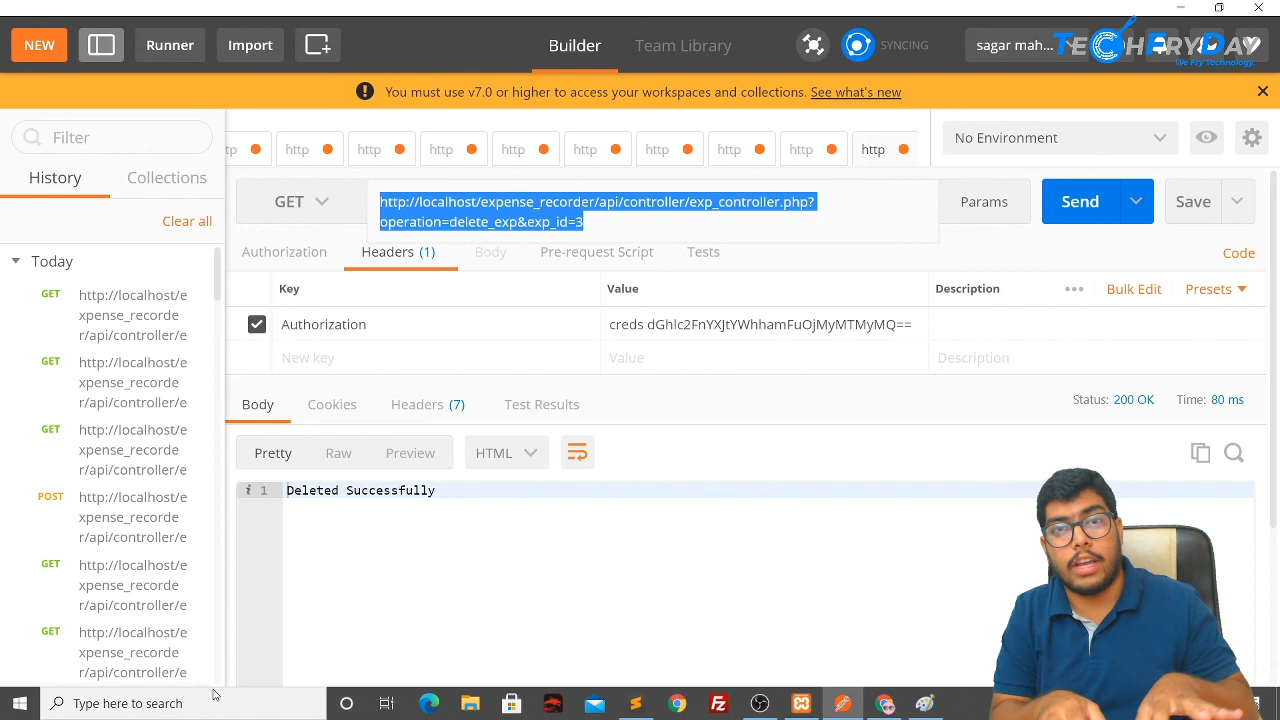 NEW
Runner
Import
Builder
Team Library
SYNCING
sagar mah...
TECH FRYDAY
We Fry Technology.
You must use v7.0 or higher to access your workspaces and collections. See what's new
Filter
History
Collections
Clear all
Today
GET
http://localhost/e
xpense_recorde
r/api/controller/e
GET
http://localhost/e
xpense_recorde
r/api/controller/e
GET
http://localhost/e
xpense_recorde
r/api/controller/e
POST
http://localhost/e
xpense_recorde
r/api/controller/e
GET
http://localhost/e
xpense_recorde
r/api/controller/e
GET
http://localhost/e
xpense_recorde
r/api/controller/e
tp
http
http
http
http
http
http
http
http
http
No Environment
GET
http://localhost/expense_recorder/api/controller/exp_controller.php?
operation=delete_exp&exp_id=3
Params
Send
Save
Authorization
Headers (1)
Body
Pre-request Script
Tests
Code
Key
Value
Description
Bulk Edit
Presets
Authorization
creds dGhlc2FnYXJtYWhhamFuOjMyMTMyMQ==
New key
Value
Description
Body
Cookies
Headers (7)
Test Results
Status: 200 OK
Time: 80 ms
Pretty
Raw
Preview
HTML
i 1
Deleted Successfully
Type here to search